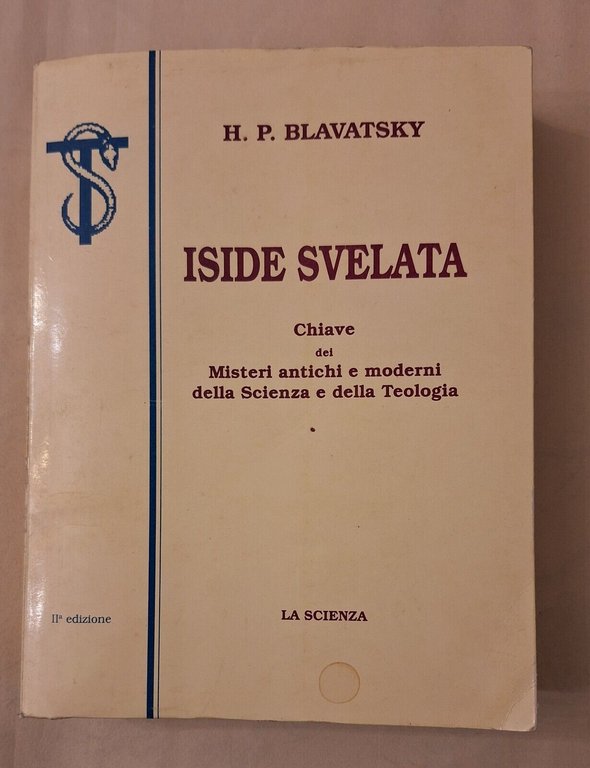 H. P. BLAVATSKY
ISIDE SVELATA
Chiave
dei
Misteri antichi e moderni
della Scienza e della Teologia
IIª edizione
LA SCIENZA